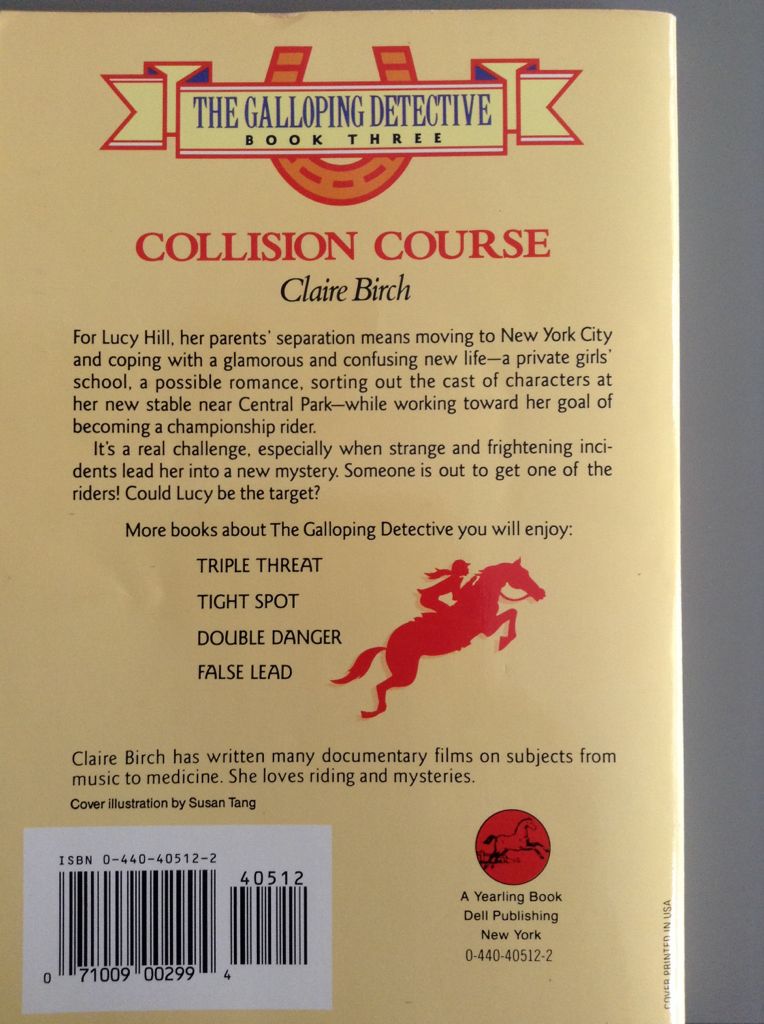 THE GALLOPING DETECTIVE
BOOK THREE
COLLISION COURSE
Claire Birch
For Lucy Hill, her parents' separation means moving to New York City
and coping with a glamorous and confusing new life—a private girls'
school, a possible romance, sorting out the cast of characters at
her new stable near Central Park—while working toward her goal of
becoming a championship rider.
It's a real challenge, especially when strange and frightening inci-
dents lead her into a new mystery. Someone is out to get one of the
riders! Could Lucy be the target?
More books about The Galloping Detective you will enjoy:
TRIPLE THREAT
TIGHT SPOT
DOUBLE DANGER
FALSE LEAD
Claire Birch has written many documentary films on subjects from
music to medicine. She loves riding and mysteries.
Cover illustration by Susan Tang
ISBN 0-440-40512-2
40512
0 71009 00299 4
A Yearling Book
Dell Publishing
New York
0-440-40512-2
COVER PRINTED IN USA